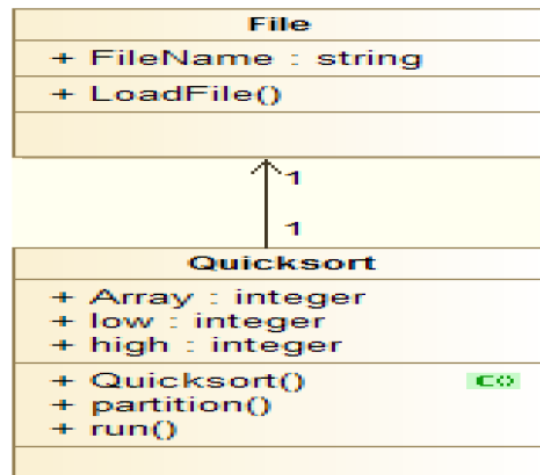 File
+ FileName : string
+ LoadFile()
1
1
Quicksort
+ Array : integer
+ low : integer
+ high : integer
+ Quicksort()
+ partition()
+ run()